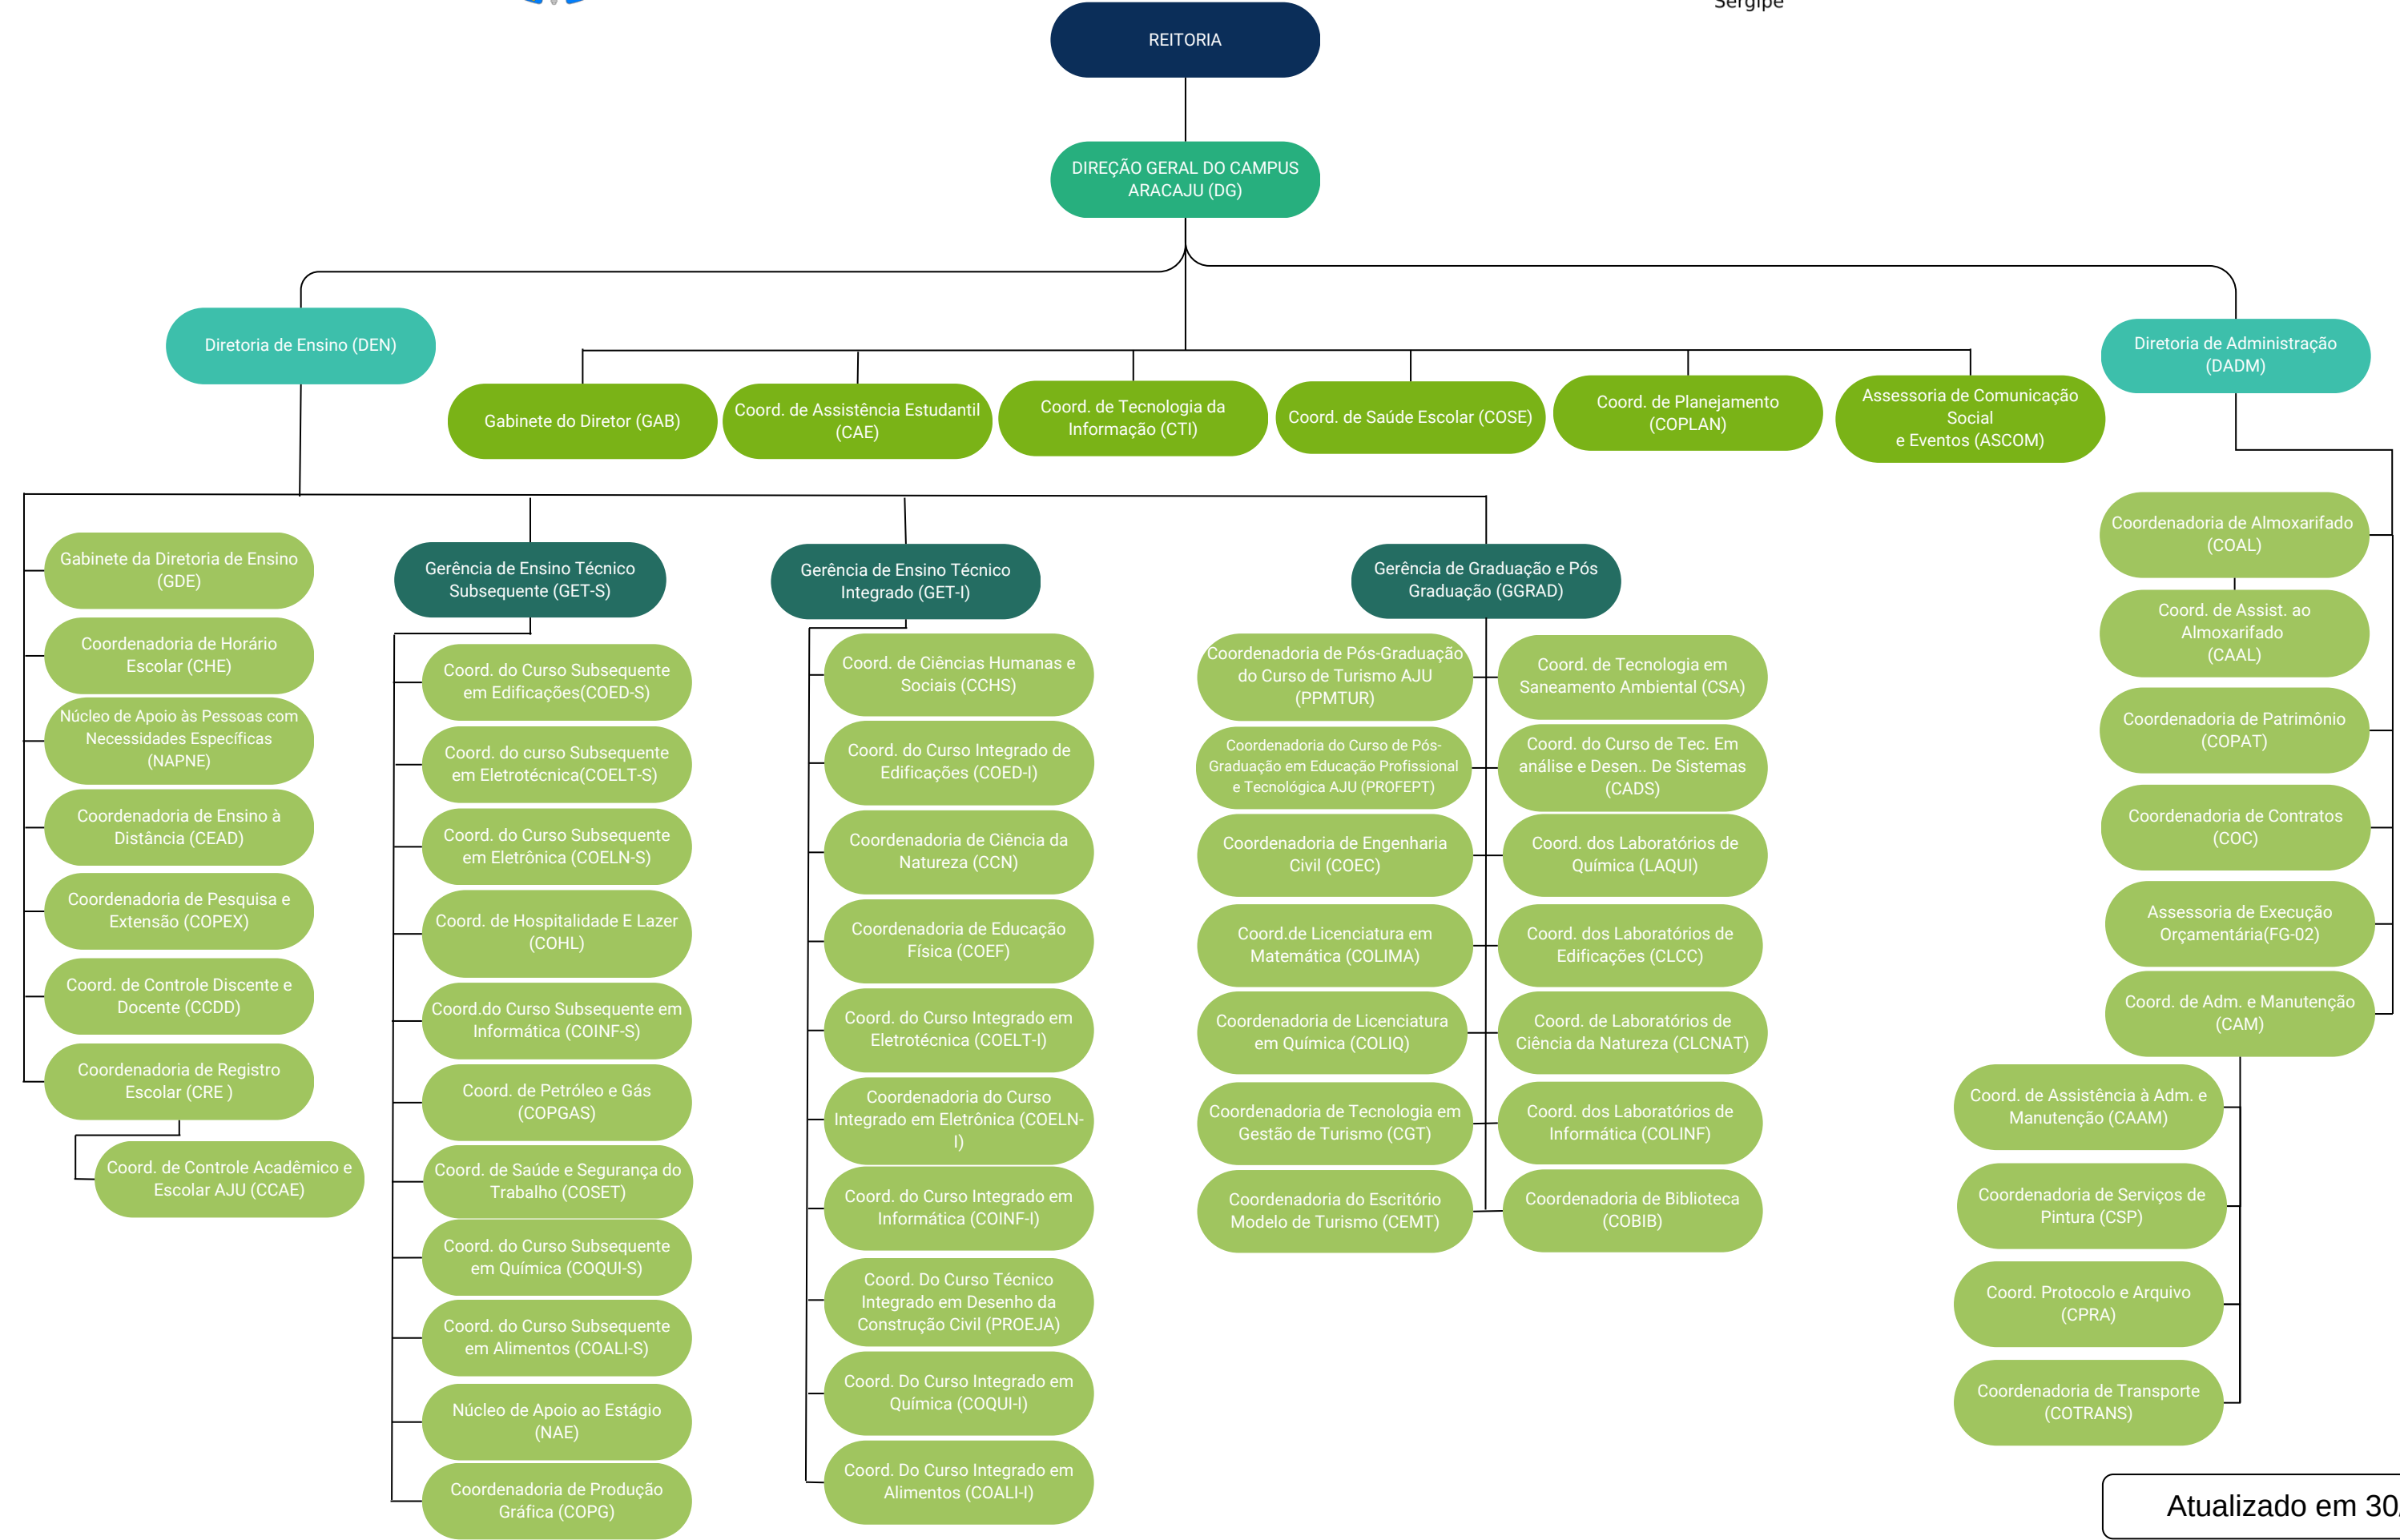 Sergipe
REITORIA
DIREÇÃO GERAL DO CAMPUS
ARACAJU (DG)
Diretoria de Ensino (DEN)
Diretoria de Administração
(DADM)
Gabinete do Diretor (GAB)
Coord. de Assistência Estudantil
(CAE)
Coord. de Tecnologia da
Informação (CTI)
Coord. de Saúde Escolar (COSE)
Coord. de Planejamento
(COPLAN)
Assessoria de Comunicação
Social
e Eventos (ASCOM)
Gabinete da Diretoria de Ensino
(GDE)
Coordenadoria de Horário
Escolar (CHE)
Núcleo de Apoio às Pessoas com
Necessidades Específicas
(NAPNE)
Coordenadoria de Ensino à
Distância (CEAD)
Coordenadoria de Pesquisa e
Extensão (COPEX)
Coord. de Controle Discente e
Docente (CCDD)
Coordenadoria de Registro
Escolar (CRE )
Coord. de Controle Acadêmico e
Escolar AJU (CCAE)
Gerência de Ensino Técnico
Subsequente (GET-S)
Coord. do Curso Subsequente
em Edificações(COED-S)
Coord. do curso Subsequente
em Eletrotécnica(COELT-S)
Coord. do Curso Subsequente
em Eletrônica (COELN-S)
Coord. de Hospitalidade E Lazer
(COHL)
Coord.do Curso Subsequente em
Informática (COINF-S)
Coord. de Petróleo e Gás
(COPGAS)
Coord. de Saúde e Segurança do
Trabalho (COSET)
Coord. do Curso Subsequente
em Química (COQUI-S)
Coord. do Curso Subsequente
em Alimentos (COALI-S)
Núcleo de Apoio ao Estágio
(NAE)
Coordenadoria de Produção
Gráfica (COPG)
Gerência de Ensino Técnico
Integrado (GET-I)
Coord. de Ciências Humanas e
Sociais (CCHS)
Coord. do Curso Integrado de
Edificações (COED-I)
Coordenadoria de Ciência da
Natureza (CCN)
Coordenadoria de Educação
Física (COEF)
Coord. do Curso Integrado em
Eletrotécnica (COELT-I)
Coordenadoria do Curso
Integrado em Eletrônica (COELN-
I)
Coord. do Curso Integrado em
Informática (COINF-I)
Coord. Do Curso Técnico
Integrado em Desenho da
Construção Civil (PROEJA)
Coord. Do Curso Integrado em
Química (COQUI-I)
Coord. Do Curso Integrado em
Alimentos (COALI-I)
Gerência de Graduação e Pós
Graduação (GGRAD)
Coordenadoria de Pós-Graduação
do Curso de Turismo AJU
(PPMTUR)
Coordenadoria do Curso de Pós-
Graduação em Educação Profissional
e Tecnológica AJU (PROFEPT)
Coordenadoria de Engenharia
Civil (COEC)
Coord.de Licenciatura em
Matemática (COLIMA)
Coordenadoria de Licenciatura
em Química (COLIQ)
Coordenadoria de Tecnologia em
Gestão de Turismo (CGT)
Coordenadoria do Escritório
Modelo de Turismo (CEMT)
Coord. de Tecnologia em
Saneamento Ambiental (CSA)
Coord. do Curso de Tec. Em
análise e Desen.. De Sistemas
(CADS)
Coord. dos Laboratórios de
Química (LAQUI)
Coord. dos Laboratórios de
Edificações (CLCC)
Coord. de Laboratórios de
Ciência da Natureza (CLCNAT)
Coord. dos Laboratórios de
Informática (COLINF)
Coordenadoria de Biblioteca
(COBIB)
Coordenadoria de Almoxarifado
(COAL)
Coord. de Assist. ao
Almoxarifado
(CAAL)
Coordenadoria de Patrimônio
(COPAT)
Coordenadoria de Contratos
(COC)
Assessoria de Execução
Orçamentária(FG-02)
Coord. de Adm. e Manutenção
(CAM)
Coord. de Assistência à Adm. e
Manutenção (CAAM)
Coordenadoria de Serviços de
Pintura (CSP)
Coord. Protocolo e Arquivo
(CPRA)
Coordenadoria de Transporte
(COTRANS)
Atualizado em 30